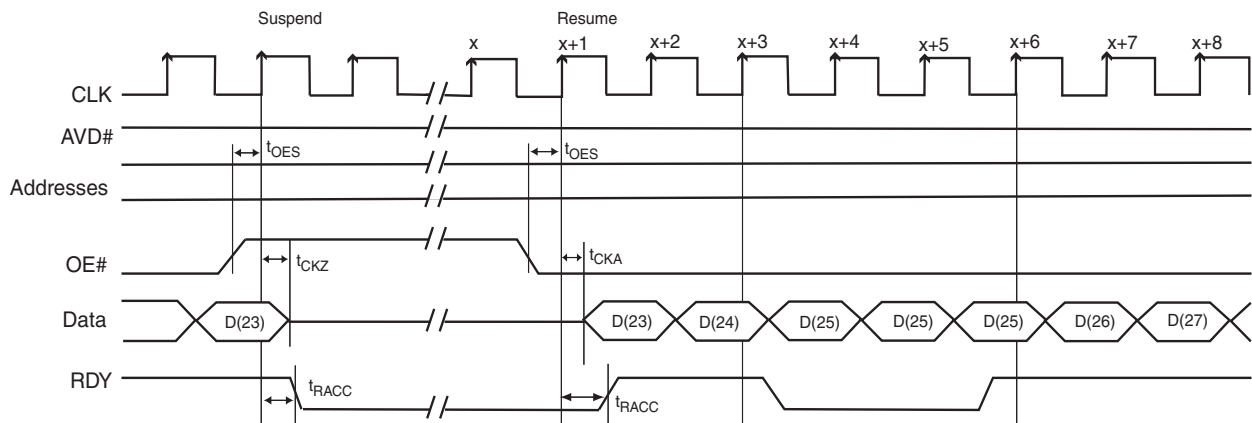 Suspend Resume
x x+1 x+2 x+3 x+4 x+5 x+6 x+7 x+8
CLK
AVD#
tOES tOES
Addresses
OE# tCKZ tCKA
Data D(23) D(23) D(24) D(25) D(25) D(25) D(26) D(27)
RDY tRACC tRACC